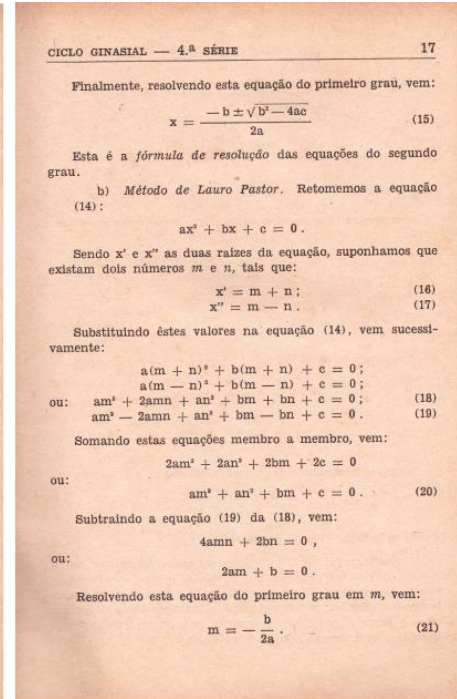 CICLO GINASIAL — 4.ª SÉRIE 17
Finalmente, resolvendo esta equação do primeiro grau, vem:
x = (— b ± √(b² — 4ac)) / 2a (15)
Esta é a fórmula de resolução das equações do segundo
grau.
b) Método de Lauro Pastor. Retomemos a equação
(14):
ax² + bx + c = 0.
Sendo x' e x" as duas raízes da equação, suponhamos que
existam dois números m e n, tais que:
x' = m + n; (16)
x" = m — n. (17)
Substituindo êstes valores na equação (14), vem sucessi-
vamente:
a(m + n)² + b(m + n) + c = 0;
a(m — n)² + b(m — n) + c = 0;
ou: am² + 2amn + an² + bm + bn + c = 0; (18)
am² — 2amn + an² + bm — bn + c = 0. (19)
Somando estas equações membro a membro, vem:
2am² + 2an² + 2bm + 2c = 0
ou:
am² + an² + bm + c = 0. (20)
Subtraindo a equação (19) da (18), vem:
4amn + 2bn = 0,
ou:
2am + b = 0.
Resolvendo esta equação do primeiro grau em m, vem:
m = — b / 2a. (21)